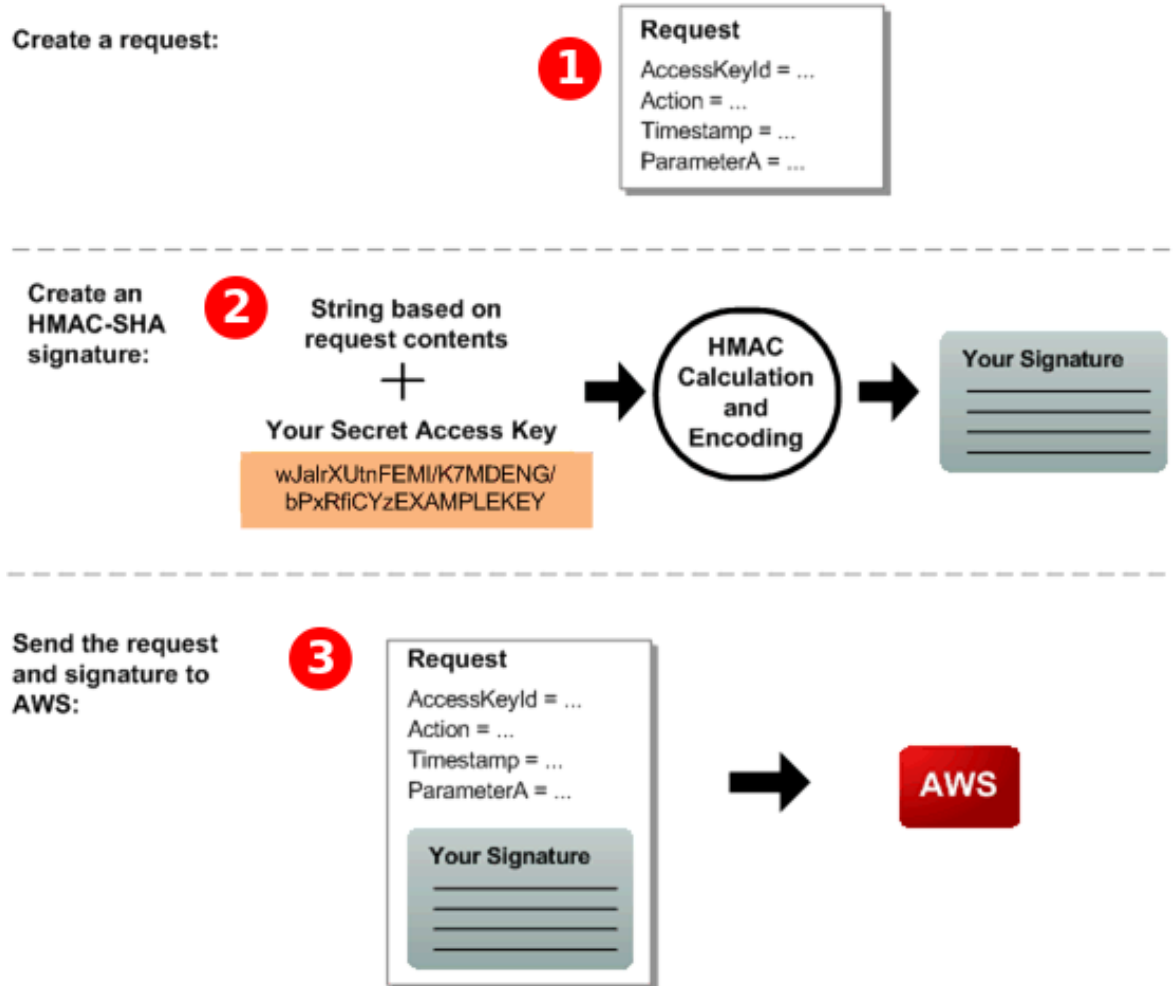 Create a request:
1
Request
AccessKeyId = ...
Action = ...
Timestamp = ...
ParameterA = ...
Create an
HMAC-SHA
signature:
2
String based on
request contents
+
Your Secret Access Key
wJalrXUtnFEMI/K7MDENG/
bPxRfiCYzEXAMPLEKEY
HMAC
Calculation
and
Encoding
Your Signature
Send the request
and signature to
AWS:
3
Request
AccessKeyId = ...
Action = ...
Timestamp = ...
ParameterA = ...
Your Signature
AWS